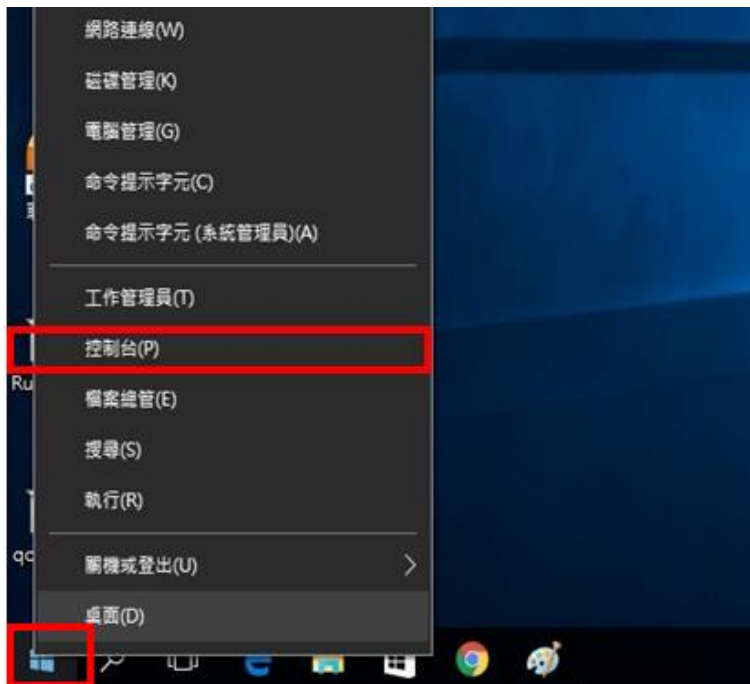 網路連線(W)
磁碟管理(K)
電腦管理(G)
命令提示字元(C)
命令提示字元 (系統管理員)(A)
工作管理員(T)
控制台(P)
Ru
檔案總管(E)
搜尋(S)
執行(R)
qc
關機或登出(U)
桌面(D)